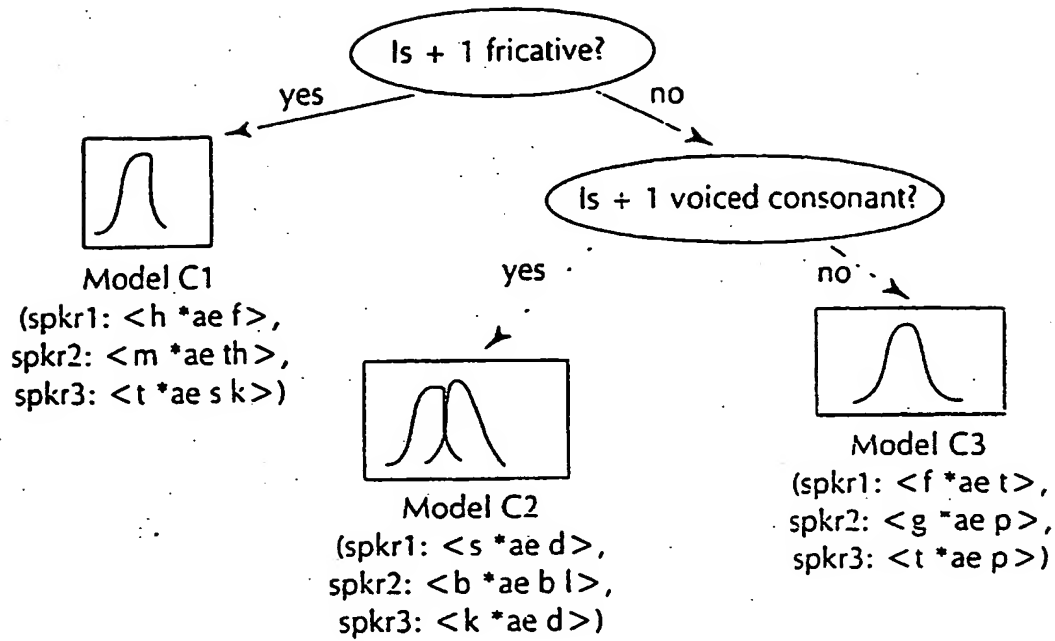 Is + 1 fricative?
yes
no
Is + 1 voiced consonant?
yes
no
Model C1
(spkr1: <h *ae f>,
spkr2: <m *ae th>,
spkr3: <t *ae s k>)
Model C2
(spkr1: <s *ae d>,
spkr2: <b *ae b l>,
spkr3: <k *ae d>)
Model C3
(spkr1: <f *ae t>,
spkr2: <g *ae p>,
spkr3: <t *ae p>)